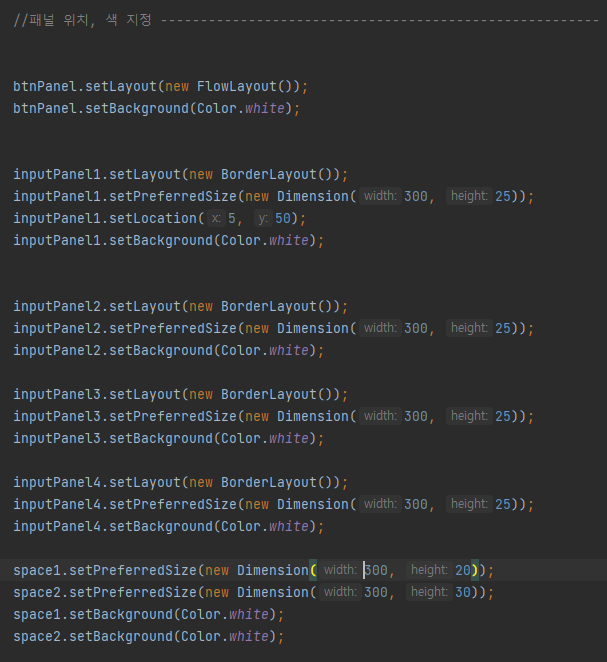 //패널 위치, 색 지정 -------------------------------------------------------
btnPanel.setLayout(new FlowLayout());
btnPanel.setBackground(Color.white);
inputPanel1.setLayout(new BorderLayout());
inputPanel1.setPreferredSize(new Dimension( width: 300, height: 25));
inputPanel1.setLocation( x: 5, y: 50);
inputPanel1.setBackground(Color.white);
inputPanel2.setLayout(new BorderLayout());
inputPanel2.setPreferredSize(new Dimension( width: 300, height: 25));
inputPanel2.setBackground(Color.white);
inputPanel3.setLayout(new BorderLayout());
inputPanel3.setPreferredSize(new Dimension( width: 300, height: 25));
inputPanel3.setBackground(Color.white);
inputPanel4.setLayout(new BorderLayout());
inputPanel4.setPreferredSize(new Dimension( width: 300, height: 25));
inputPanel4.setBackground(Color.white);
space1.setPreferredSize(new Dimension( width: 300, height: 20));
space2.setPreferredSize(new Dimension( width: 300, height: 30));
space1.setBackground(Color.white);
space2.setBackground(Color.white);